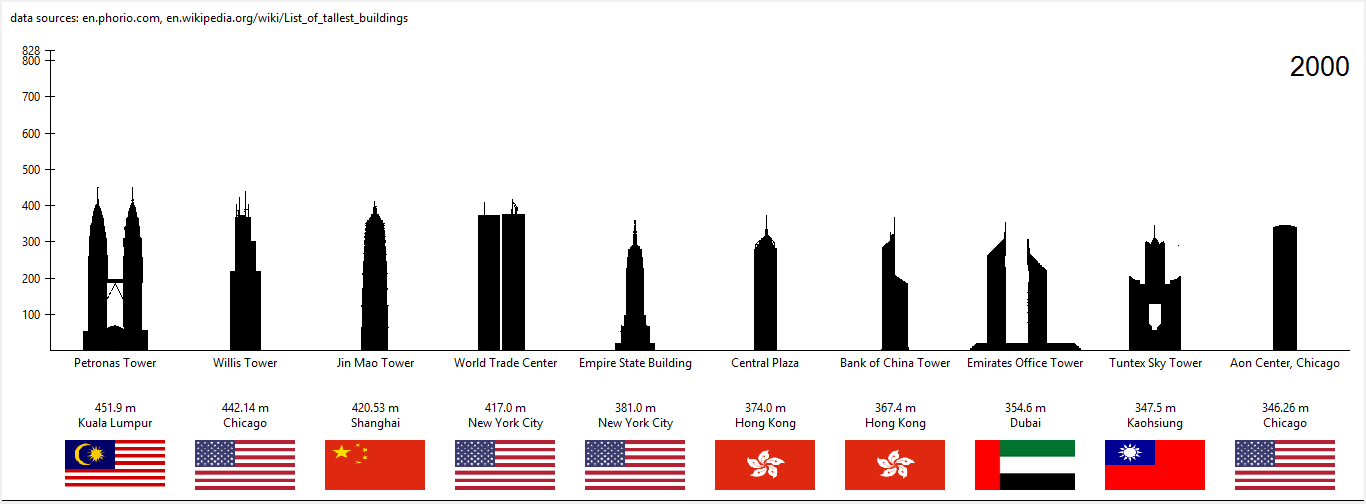 data sources: en.phorio.com, en.wikipedia.org/wiki/List_of_tallest_buildings
2000
828
800
700
600
500
400
300
200
100
Petronas Tower Willis Tower Jin Mao Tower World Trade Center Empire State Building Central Plaza Bank of China Tower Emirates Office Tower Tuntex Sky Tower Aon Center, Chicago
451.9 m 442.14 m 420.53 m 417.0 m 381.0 m 374.0 m 367.4 m 354.6 m 347.5 m 346.26 m
Kuala Lumpur Chicago Shanghai New York City New York City Hong Kong Hong Kong Dubai Kaohsiung Chicago